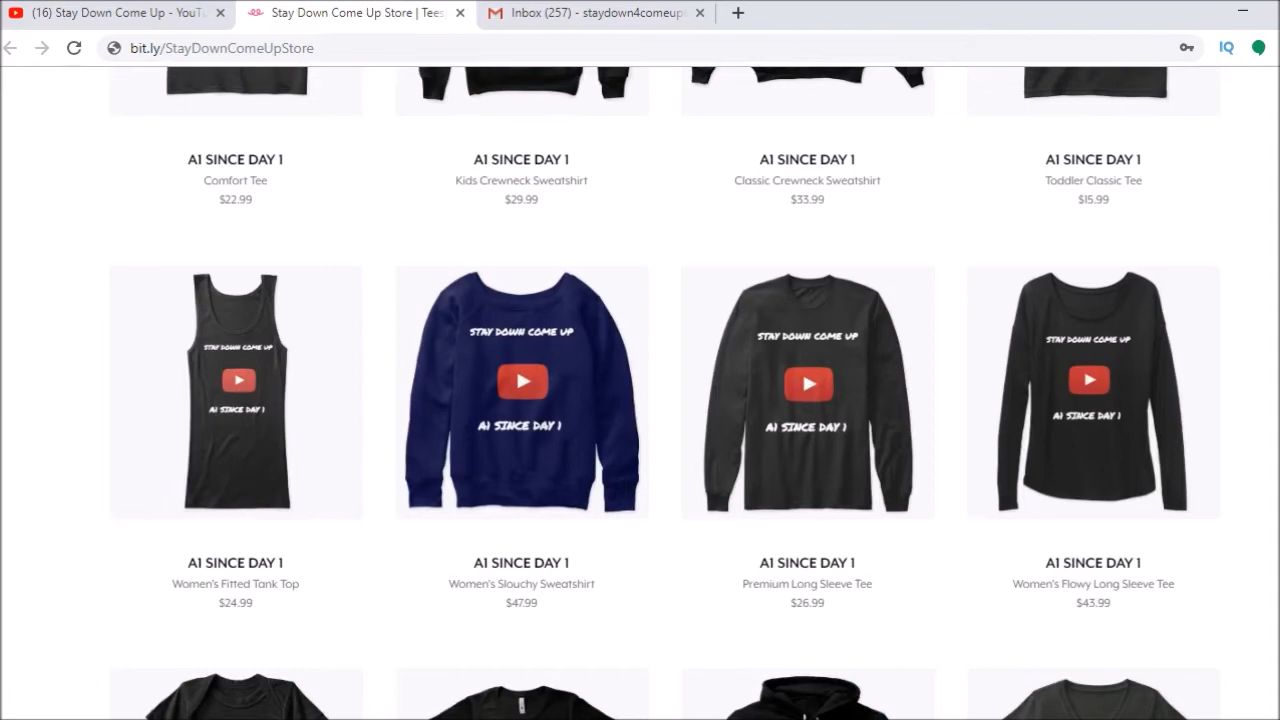 (16) Stay Down Come Up - YouTu
Stay Down Come Up Store | Tees
Inbox (257) - staydown4comeup
bit.ly/StayDownComeUpStore
IQ
A1 SINCE DAY 1
Comfort Tee
$22.99
A1 SINCE DAY 1
Kids Crewneck Sweatshirt
$29.99
A1 SINCE DAY 1
Classic Crewneck Sweatshirt
$33.99
A1 SINCE DAY 1
Toddler Classic Tee
$15.99
STAY DOWN COME UP
A1 SINCE DAY 1
STAY DOWN COME UP
A1 SINCE DAY 1
STAY DOWN COME UP
A1 SINCE DAY 1
STAY DOWN COME UP
A1 SINCE DAY 1
A1 SINCE DAY 1
Women's Fitted Tank Top
$24.99
A1 SINCE DAY 1
Women's Slouchy Sweatshirt
$47.99
A1 SINCE DAY 1
Premium Long Sleeve Tee
$26.99
A1 SINCE DAY 1
Women's Flowy Long Sleeve Tee
$43.99